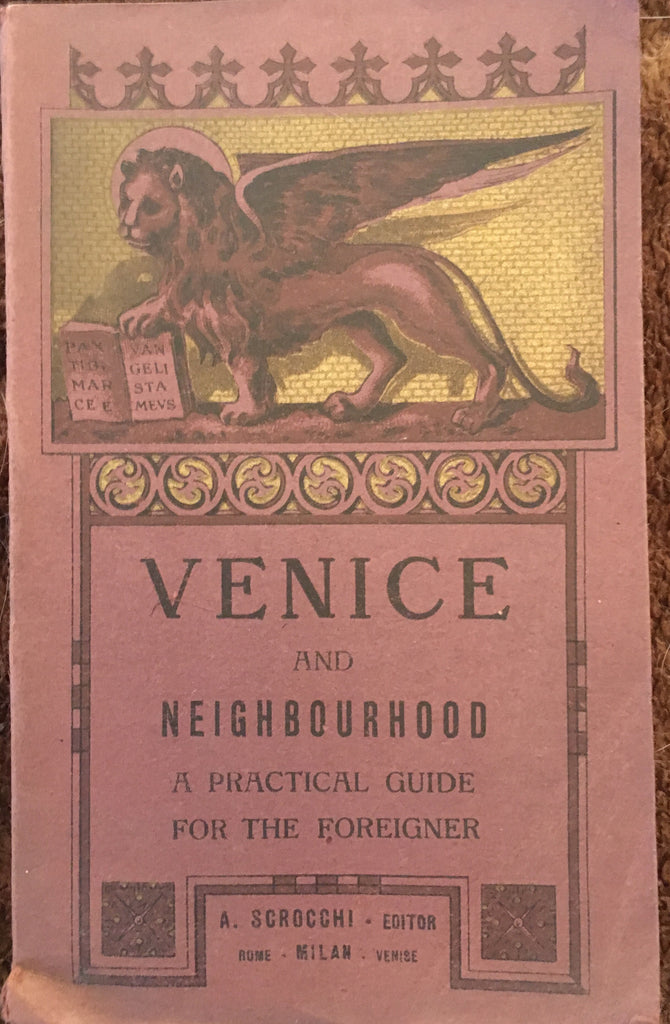 PAX
TIBI
MAR
CE E
VAN
GELI
STA
MEVS
VENICE
AND
NEIGHBOURHOOD
A PRACTICAL GUIDE
FOR THE FOREIGNER
A. SCROCCHI - EDITOR
ROME - MILAN - VENISE